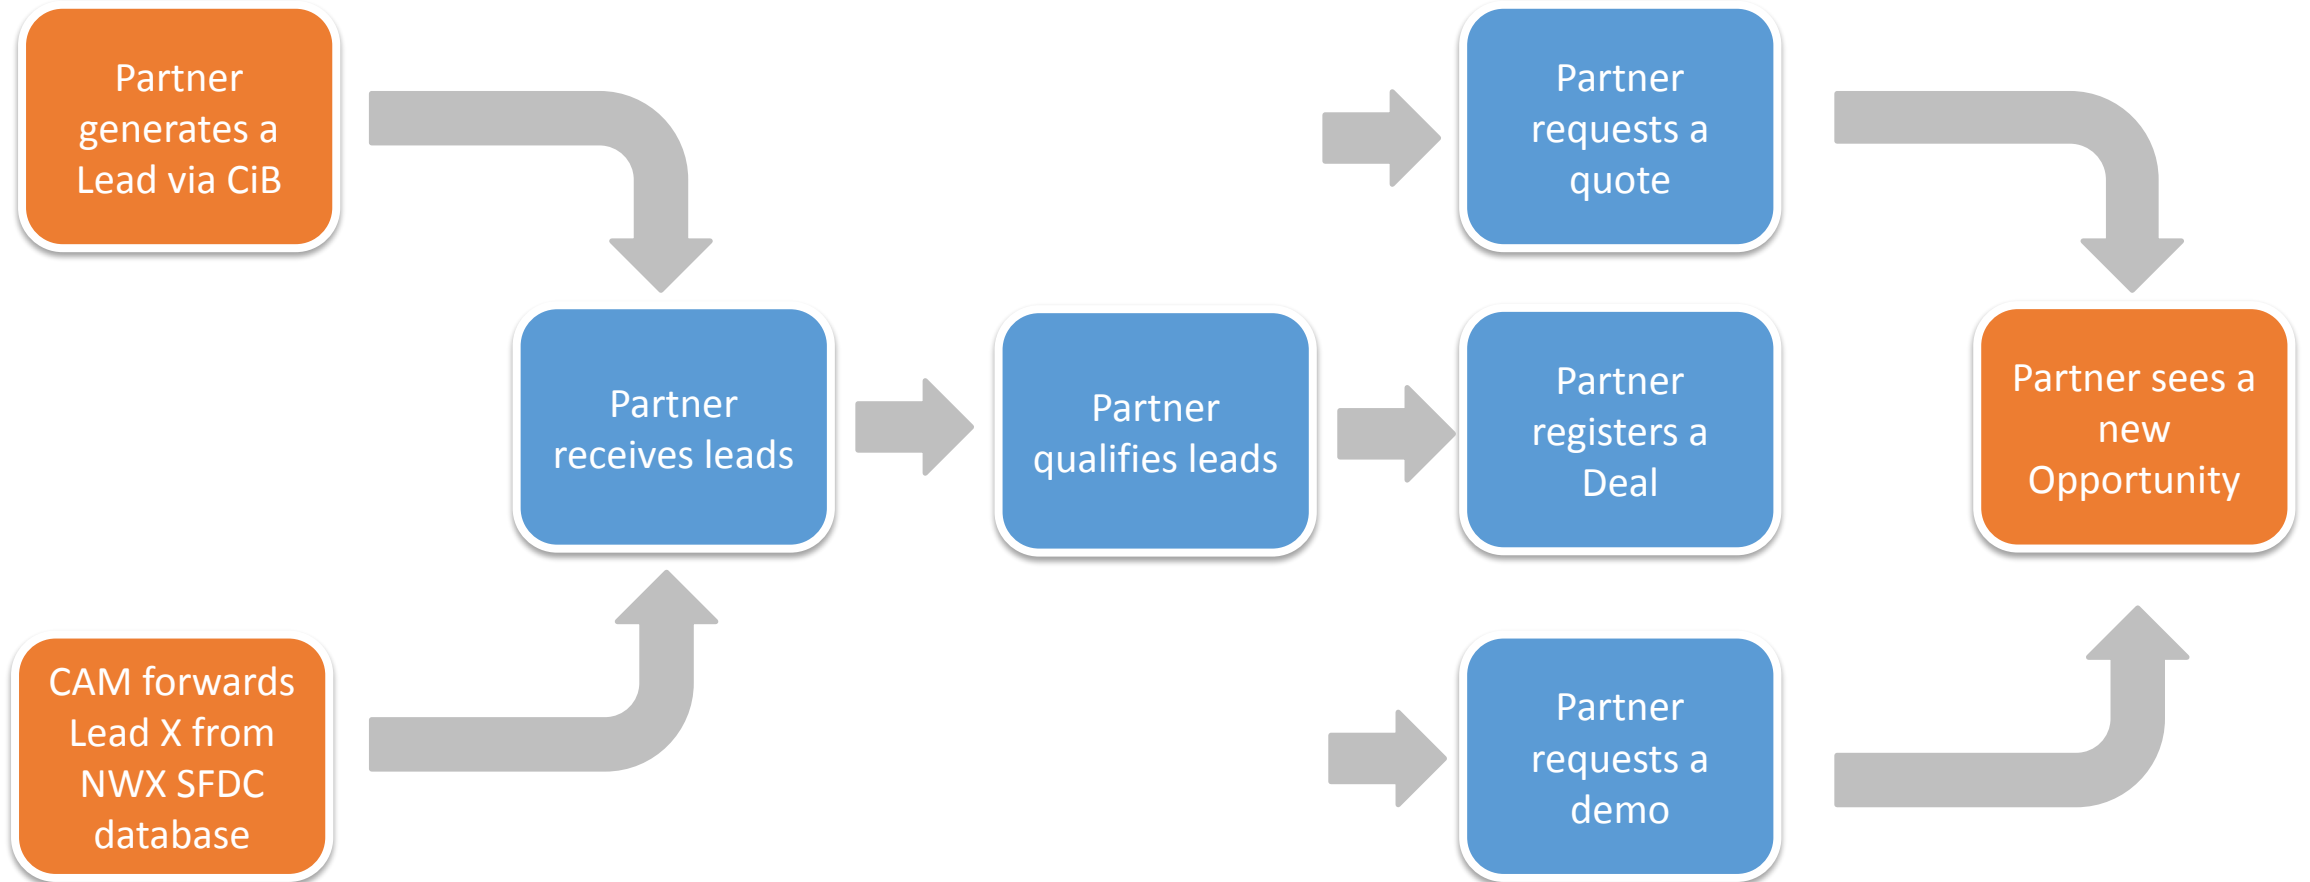 Partner
generates a
Lead via CiB
CAM forwards
Lead X from
NWX SFDC
database
Partner
receives leads
Partner
qualifies leads
Partner
requests a
quote
Partner
registers a
Deal
Partner
requests a
demo
Partner sees a
new
Opportunity